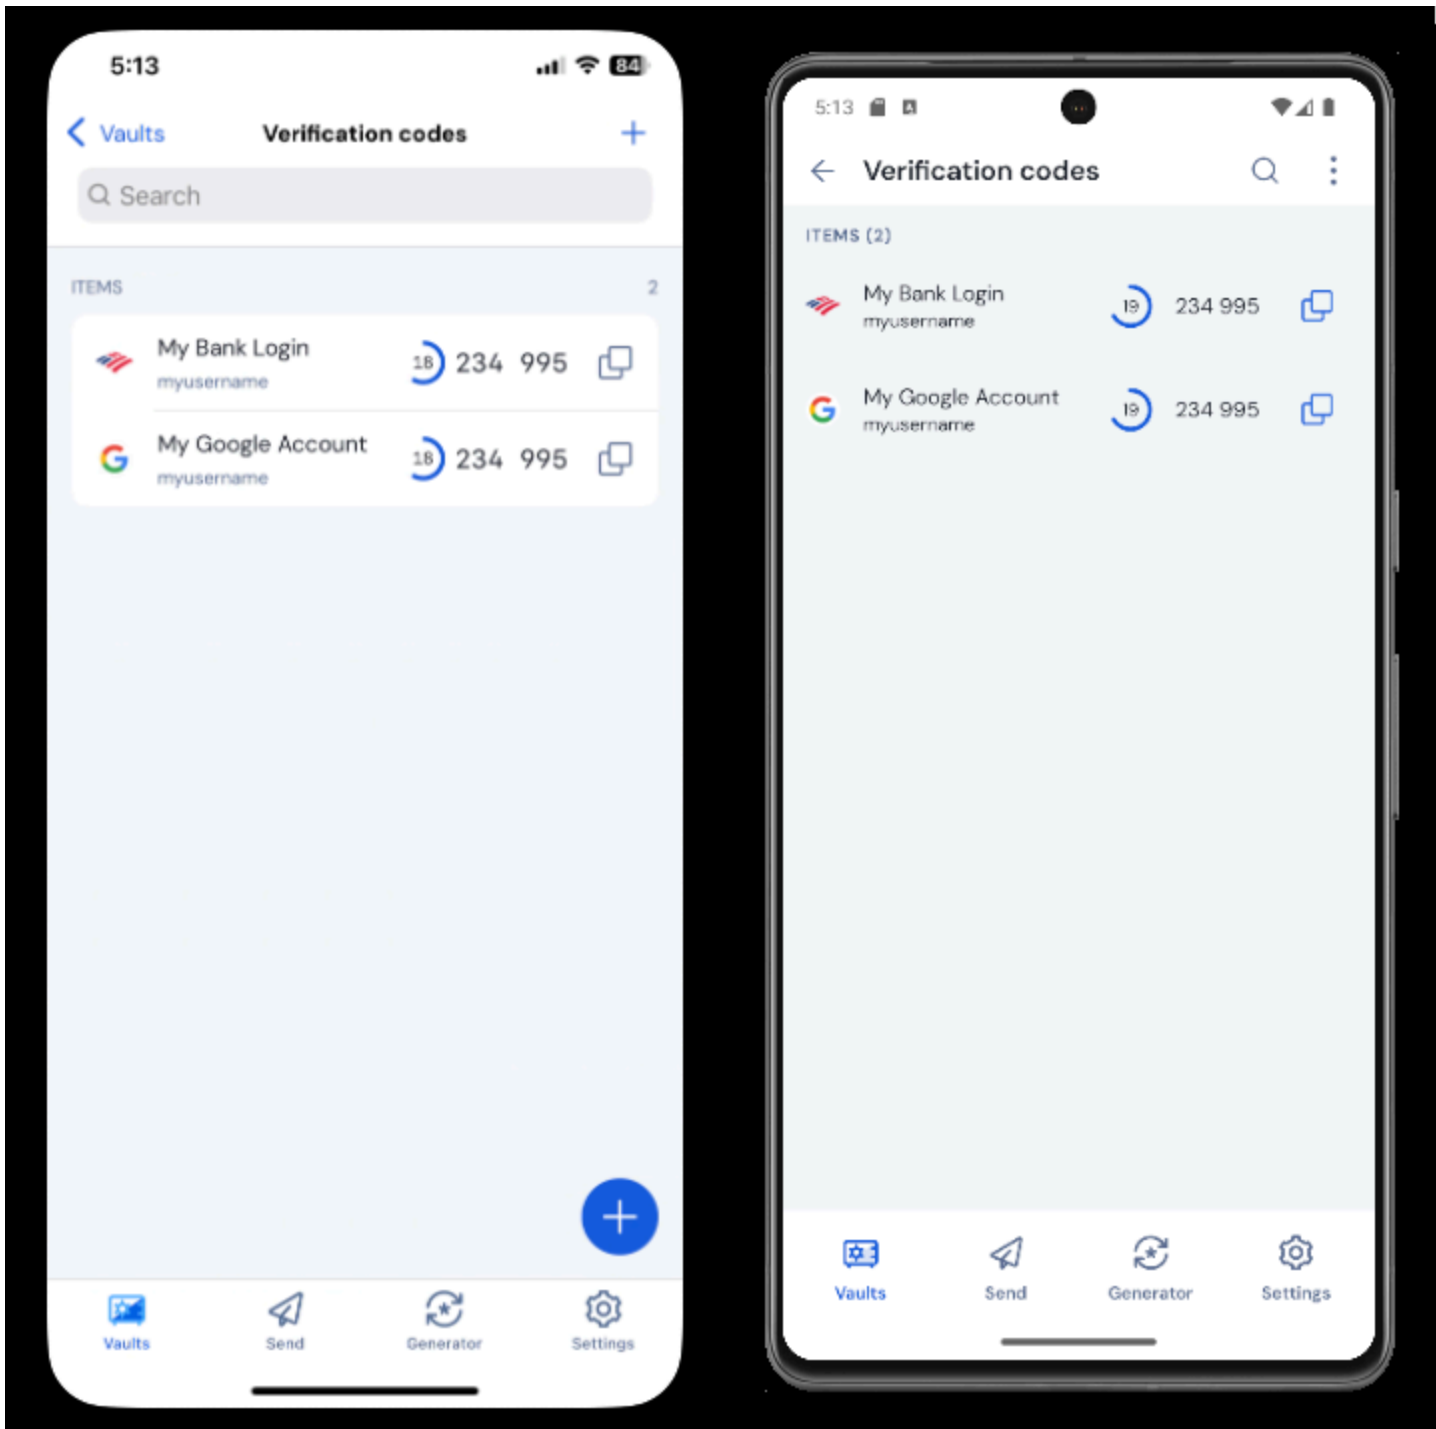 5:13
84
Vaults
Verification codes
Search
ITEMS
2
My Bank Login
myusername
18
234 995
My Google Account
myusername
18
234 995
Vaults
Send
Generator
Settings
5:13
Verification codes
ITEMS (2)
My Bank Login
myusername
19
234 995
My Google Account
myusername
19
234 995
Vaults
Send
Generator
Settings